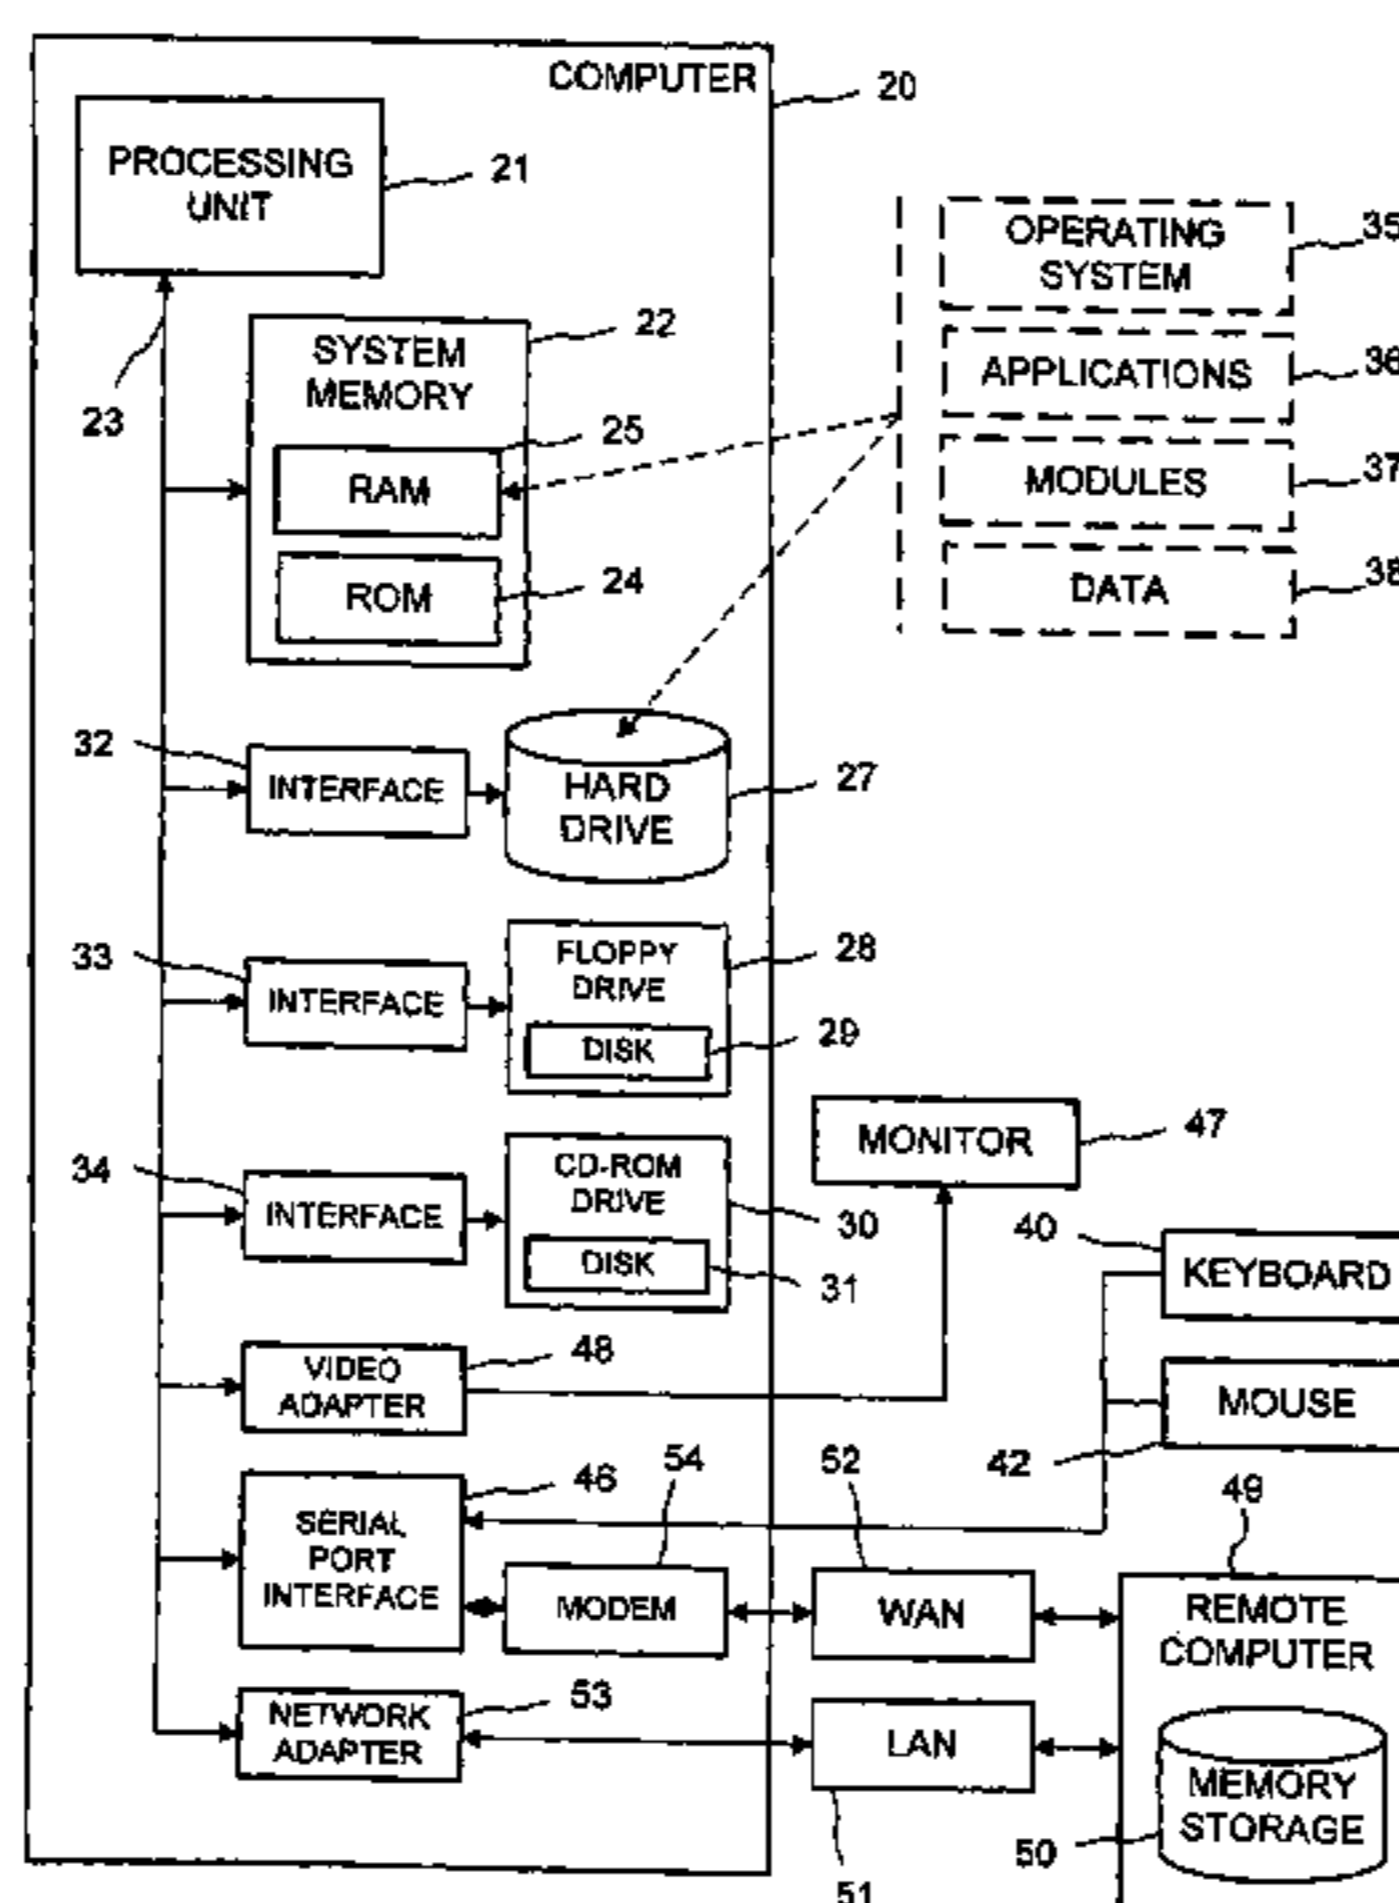 COMPUTER
20
PROCESSING
UNIT
21
23
SYSTEM
MEMORY
22
RAM
25
ROM
24
OPERATING
SYSTEM
35
APPLICATIONS
36
MODULES
37
DATA
38
32
INTERFACE
HARD
DRIVE
27
33
INTERFACE
FLOPPY
DRIVE
28
DISK
29
34
INTERFACE
CD-ROM
DRIVE
30
DISK
31
MONITOR
47
40
KEYBOARD
MOUSE
42
VIDEO
ADAPTER
48
SERIAL
PORT
INTERFACE
46
MODEM
54
WAN
52
49
REMOTE
COMPUTER
NETWORK
ADAPTER
53
LAN
51
MEMORY
STORAGE
50